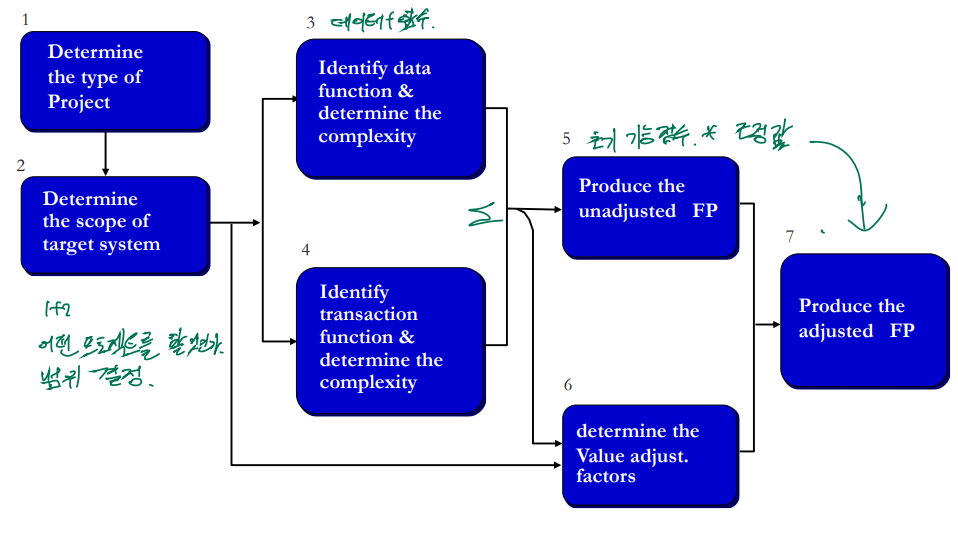 1
Determine
the type of
Project
2
Determine
the scope of
target system
1과2
어떤 프로젝트를 할것인가.
범위 결정.
3 데이터 함수.
Identify data
function &
determine the
complexity
4
Identify
transaction
function &
determine the
complexity
Σ
5 초기 기능점수. * 조정값
Produce the
unadjusted FP
6
determine the
Value adjust.
factors
7
Produce the
adjusted FP